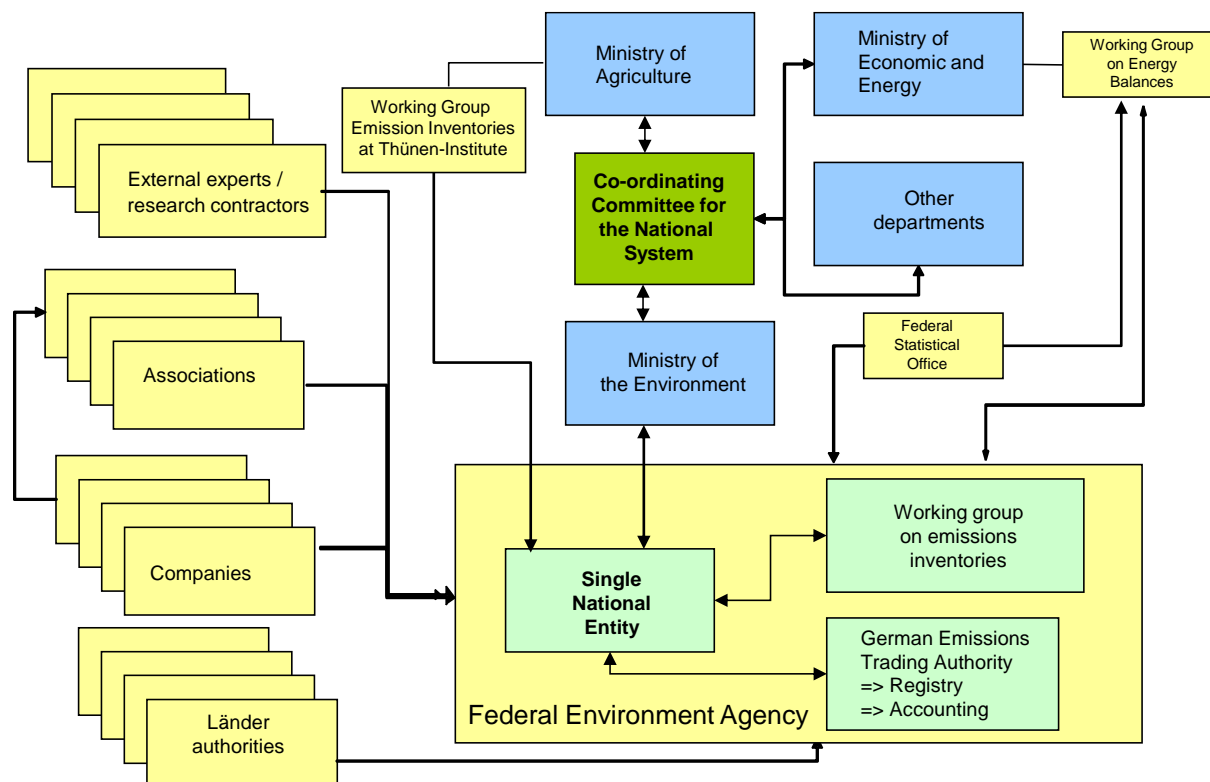 Ministry of
Agriculture
Ministry of
Economic and
Energy
Working Group
on Energy
Balances
Working Group
Emission Inventories
at Thünen-Institute
External experts /
research contractors
Co-ordinating
Committee for
the National
System
Other
departments
Federal
Statistical
Office
Associations
Ministry of
the Environment
Working group
on emissions
inventories
Companies
Single
National
Entity
German Emissions
Trading Authority
=> Registry
=> Accounting
Federal Environment Agency
Länder
authorities